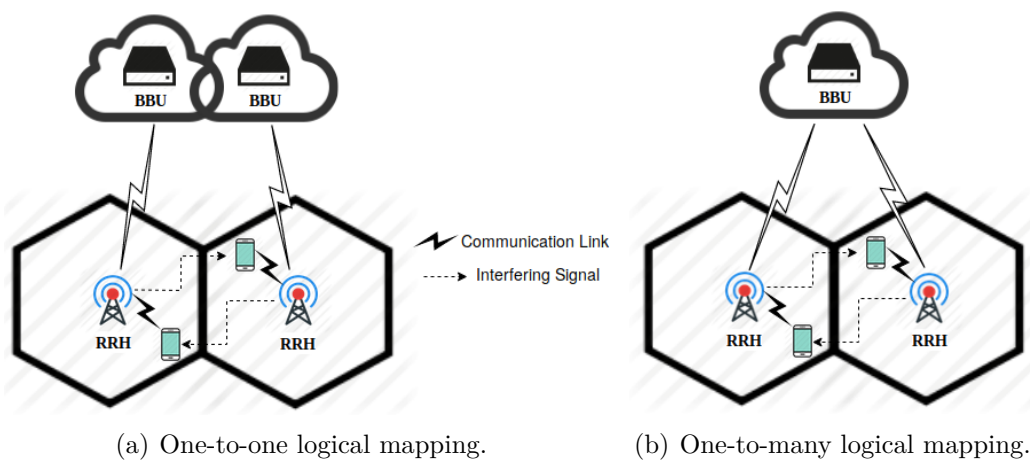 BBU
BBU
BBU
Communication Link
Interfering Signal
RRH
RRH
RRH
RRH
(a) One-to-one logical mapping.
(b) One-to-many logical mapping.